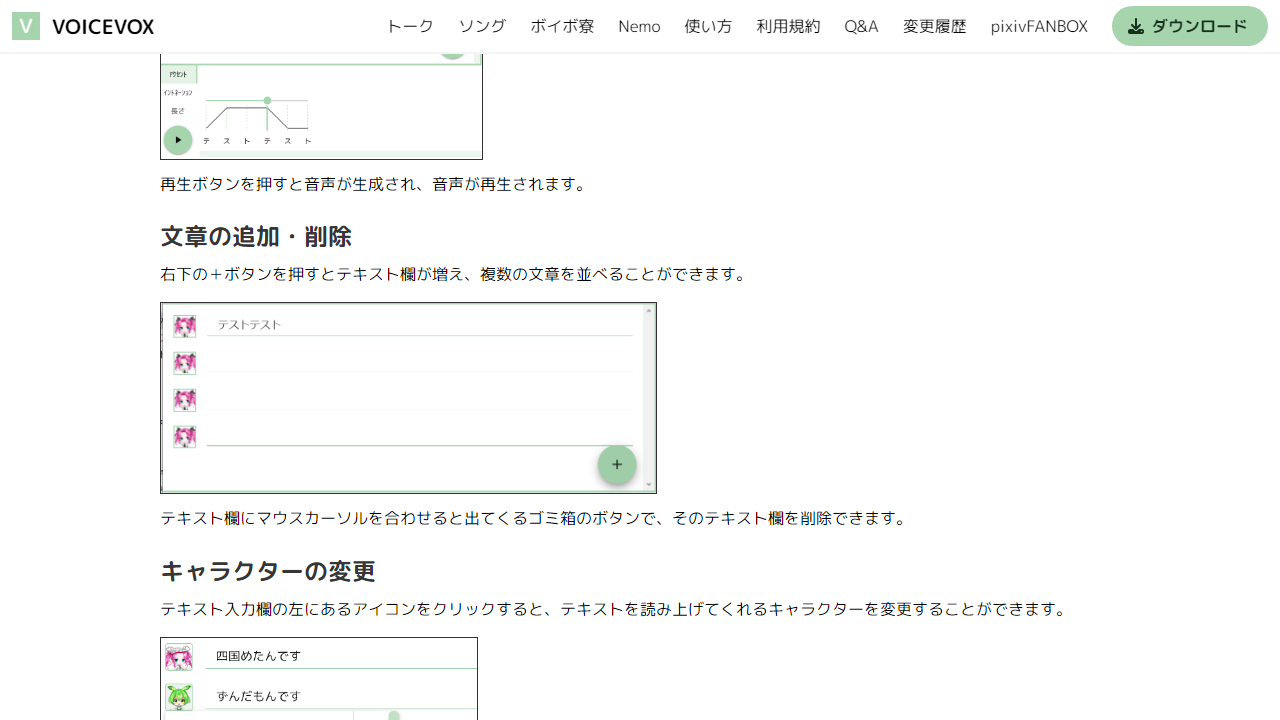 V VOICEVOX トーク ソング ボイボ寮 Nemo 使い方 利用規約 Q&A 変更履歴 pixivFANBOX ダウンロード
アクセント
イントネーション
長さ
テ ス ト テ ス ト
再生ボタンを押すと音声が生成され、音声が再生されます。
文章の追加・削除
右下の＋ボタンを押すとテキスト欄が増え、複数の文章を並べることができます。
テストテスト
+
テキスト欄にマウスカーソルを合わせると出てくるゴミ箱のボタンで、そのテキスト欄を削除できます。
キャラクターの変更
テキスト入力欄の左にあるアイコンをクリックすると、テキストを読み上げてくれるキャラクターを変更することができます。
四国めたんです
ずんだもんです